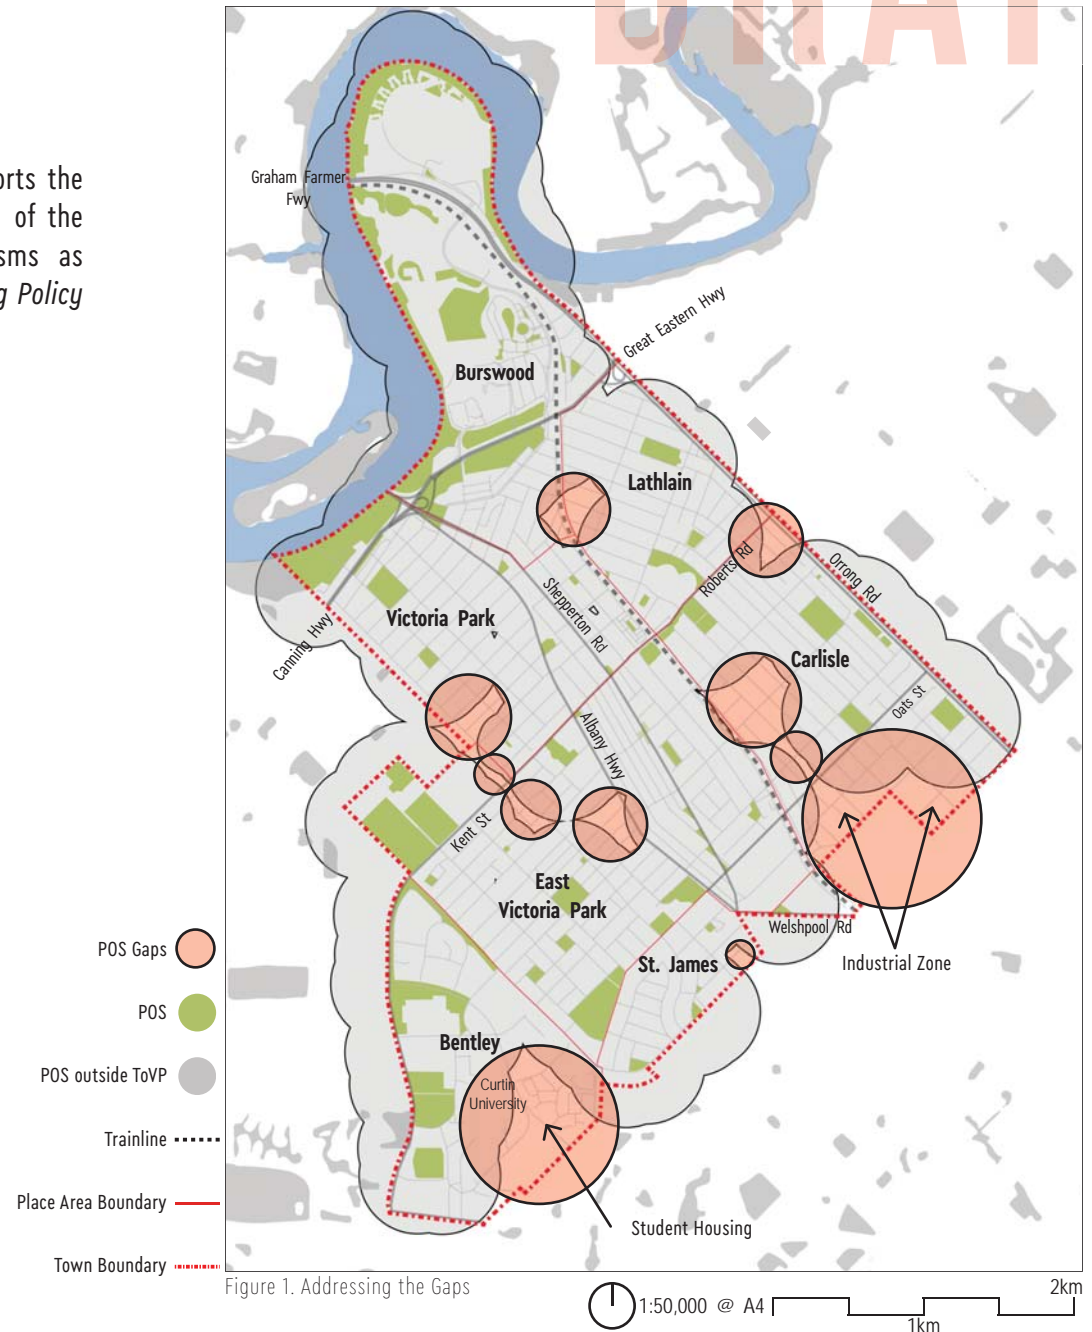 DRA
orts the
of the
sms as
g Policy
Graham Farmer
Fwy
Great Eastern Hwy
Burswood
Lathlain
Roberts Rd
Orrong Rd
Shepperton Rd
Victoria Park
Canning Hwy
Carlisle
Oats St
Albany Hwy
Kent St
East
Victoria Park
Welshpool Rd
St. James
Industrial Zone
Bentley
Curtin
University
Student Housing
POS Gaps
POS
POS outside ToVP
Trainline
Place Area Boundary
Town Boundary
Figure 1. Addressing the Gaps
1:50,000 @ A4
1km
2km